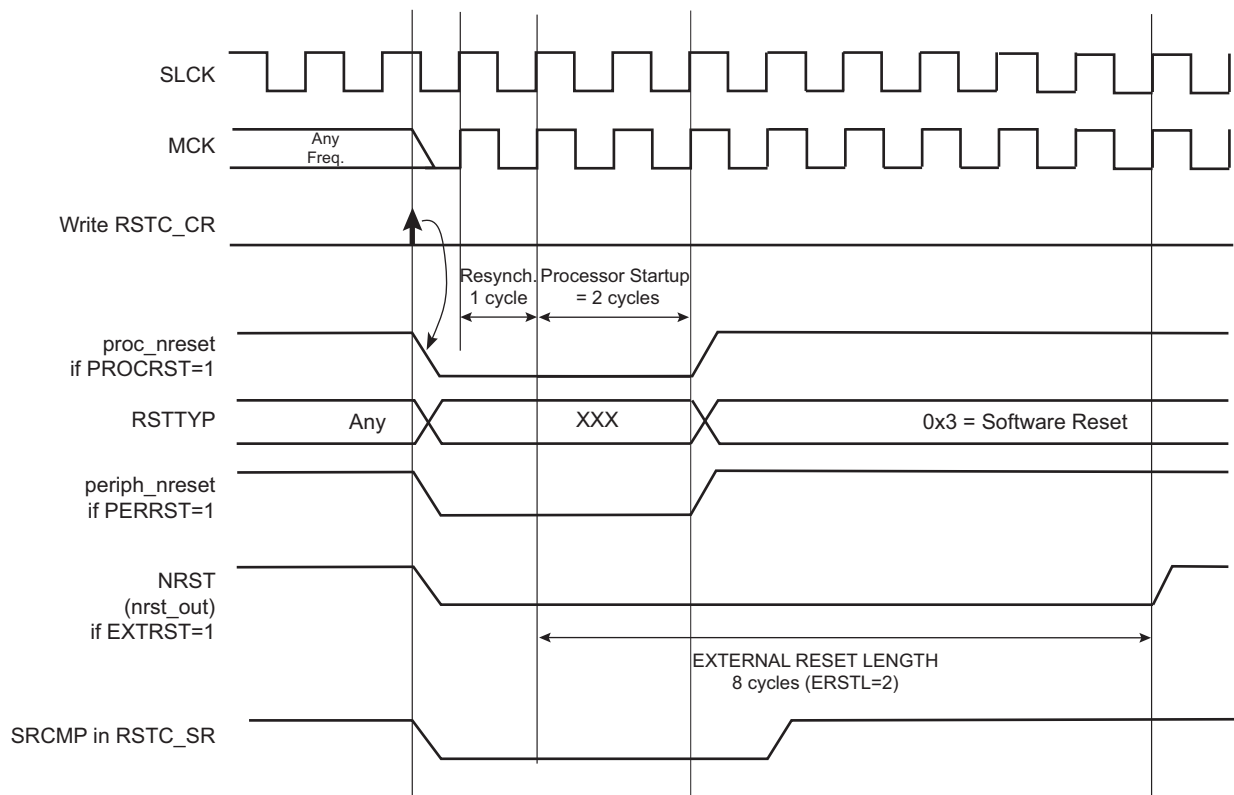 SLCK
MCK
Any
Freq.
Write RSTC_CR
Resynch.
1 cycle
Processor Startup
= 2 cycles
proc_nreset
if PROCRST=1
RSTTYP
Any
XXX
0x3 = Software Reset
periph_nreset
if PERRST=1
NRST
(nrst_out)
if EXTRST=1
EXTERNAL RESET LENGTH
8 cycles (ERSTL=2)
SRCMP in RSTC_SR